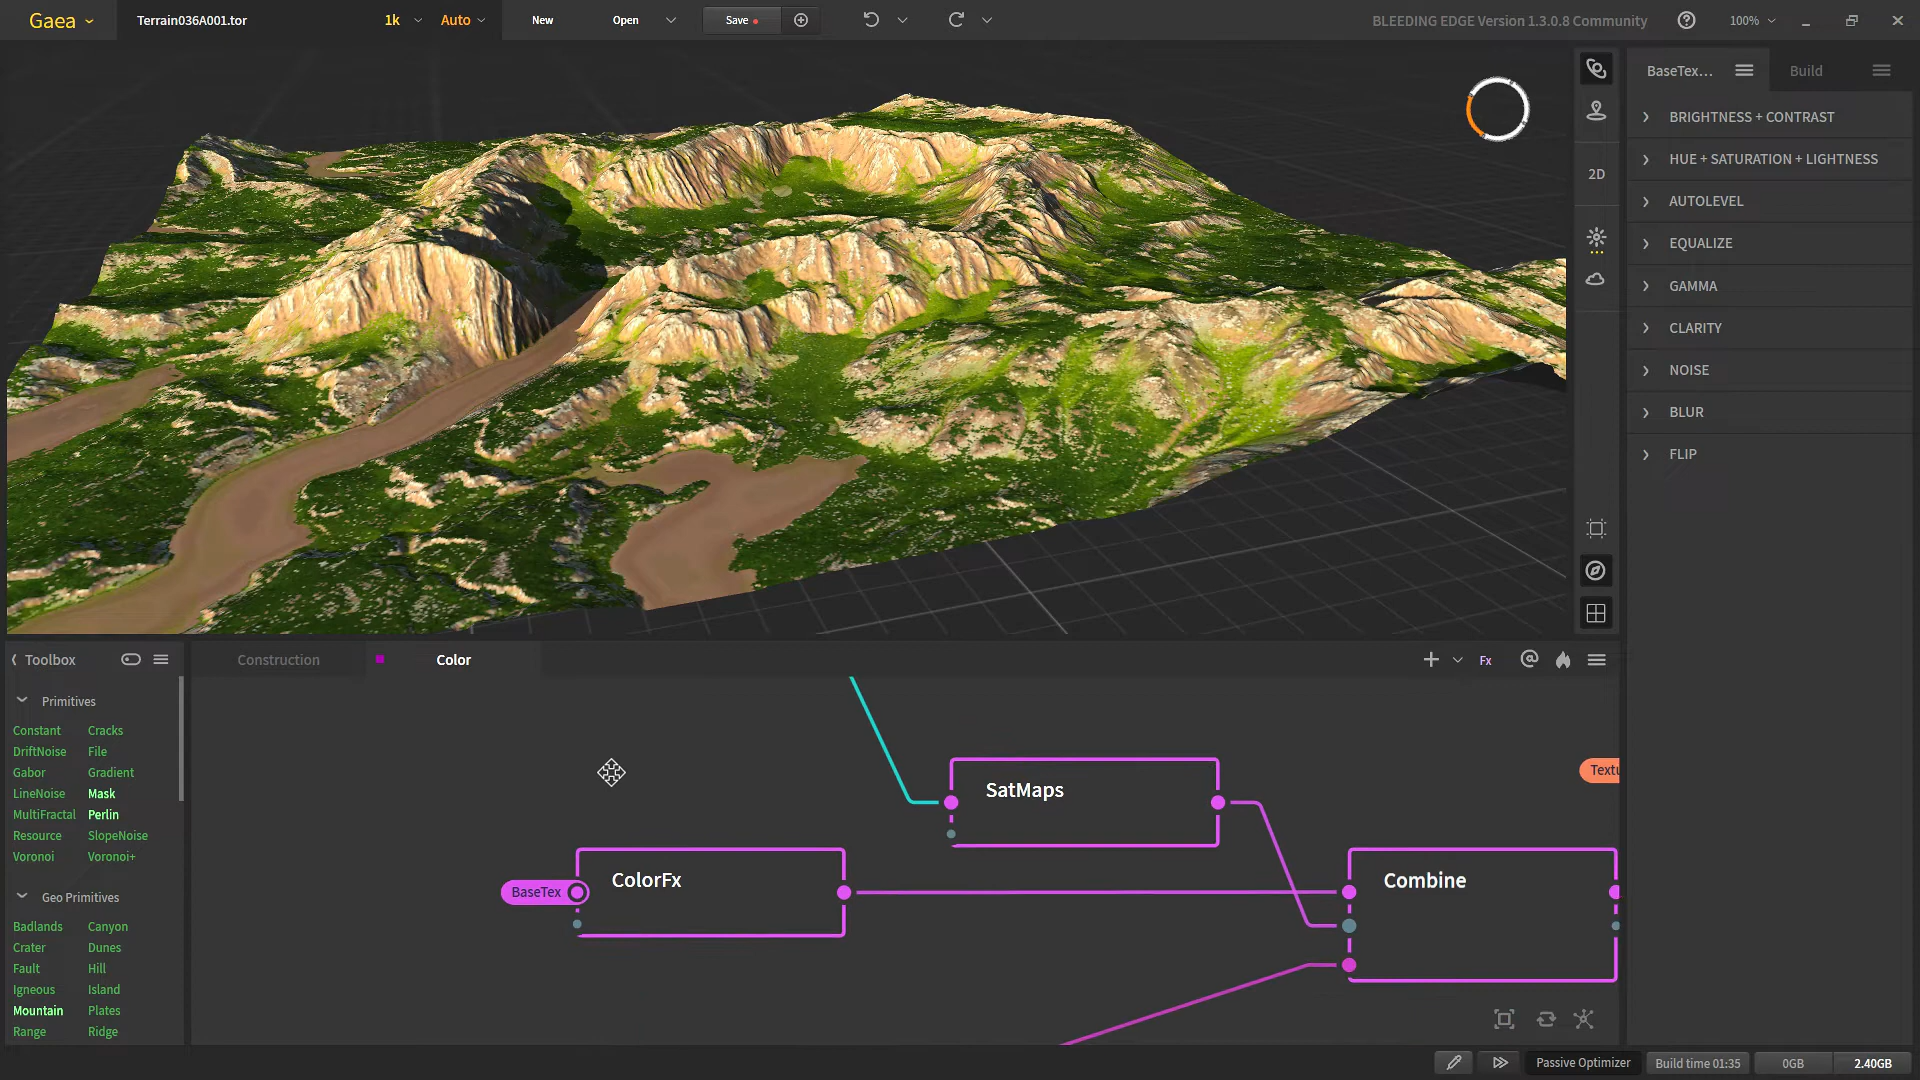 Gaea
Terrain036A001.tor
1k
Auto
New
Open
Save
BLEEDING EDGE Version 1.3.0.8 Community
100%
BaseTex...
Build
BRIGHTNESS + CONTRAST
HUE + SATURATION + LIGHTNESS
AUTOLEVEL
EQUALIZE
GAMMA
CLARITY
NOISE
BLUR
FLIP
2D
Toolbox
Construction
Color
Fx
Primitives
Constant Cracks
DriftNoise File
Gabor Gradient
LineNoise Mask
MultiFractal Perlin
Resource SlopeNoise
Voronoi Voronoi+
Geo Primitives
Badlands Canyon
Crater Dunes
Fault Hill
Igneous Island
Mountain Plates
Range Ridge
SatMaps
Textu
BaseTex
ColorFx
Combine
Passive Optimizer
Build time 01:35
0GB
2.40GB